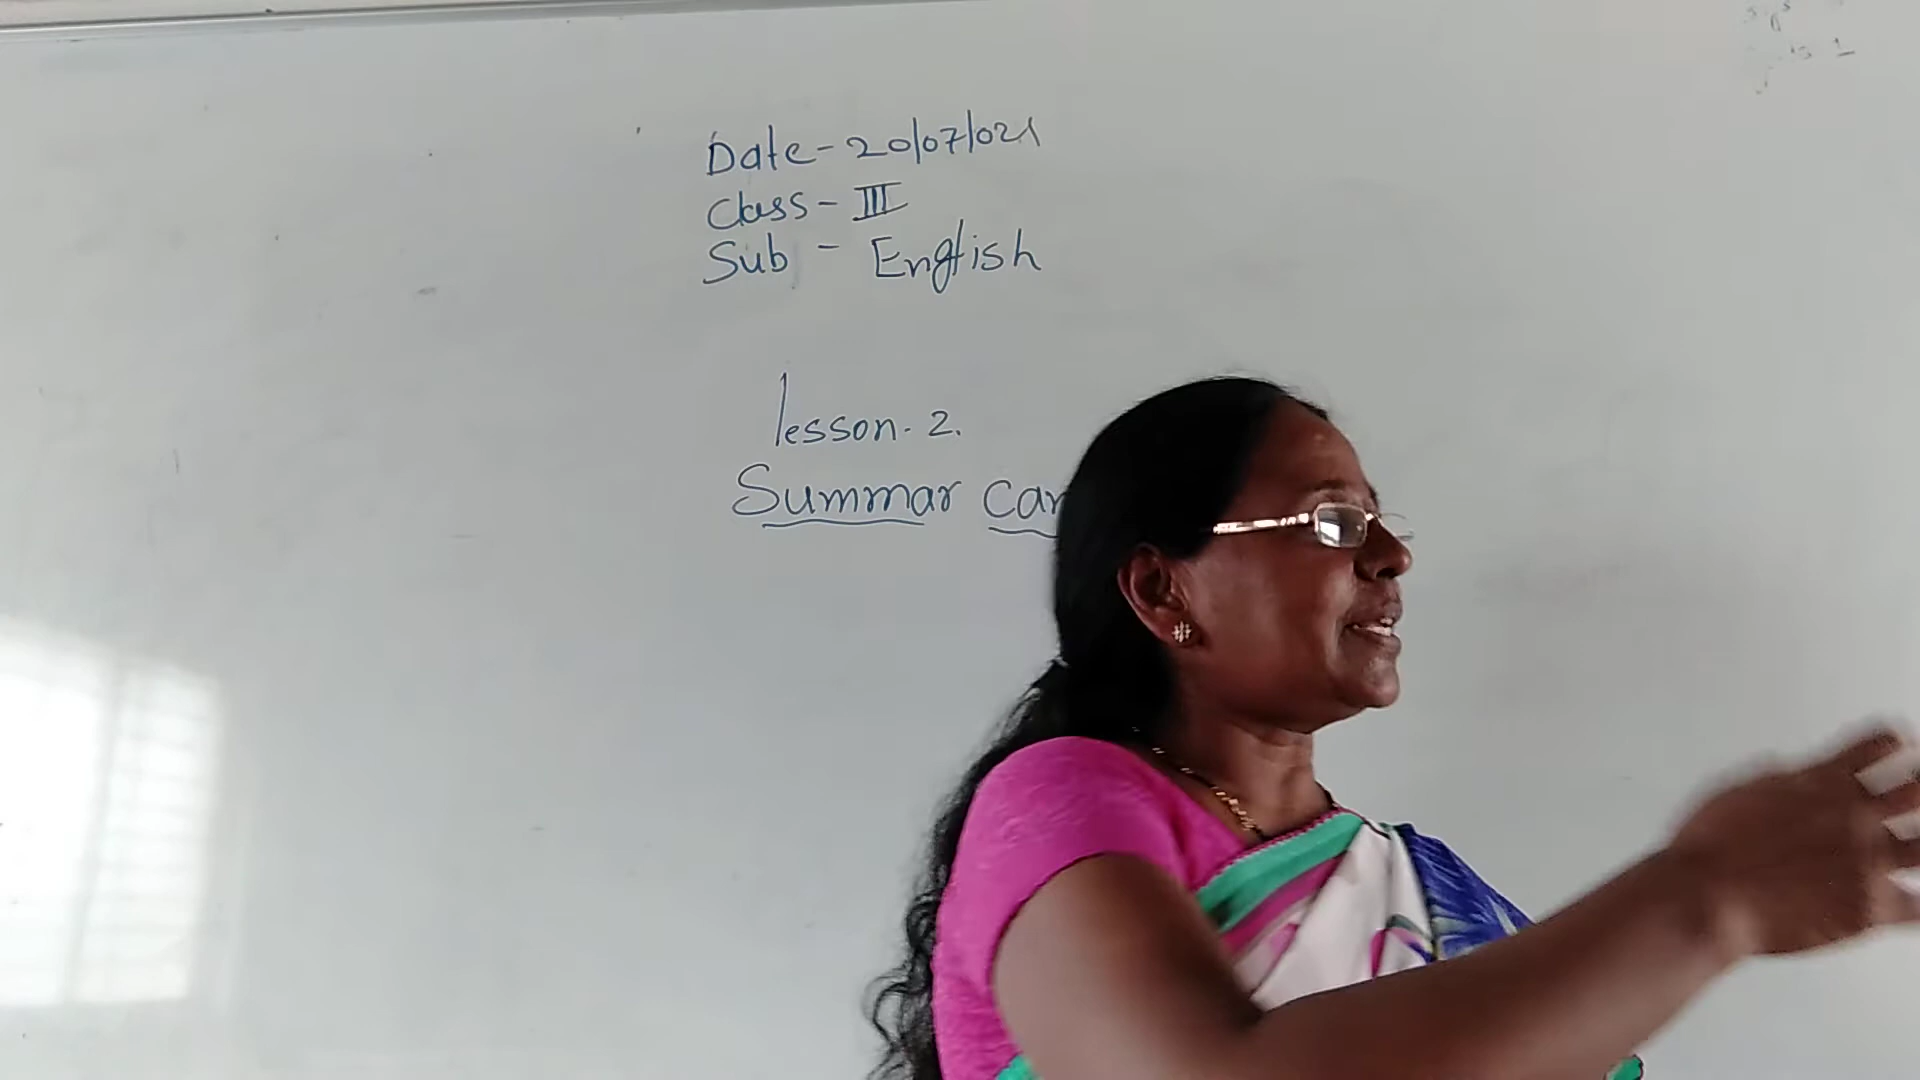 Date - 20/07/021
Class - III
Sub - English
lesson. 2.
Summar